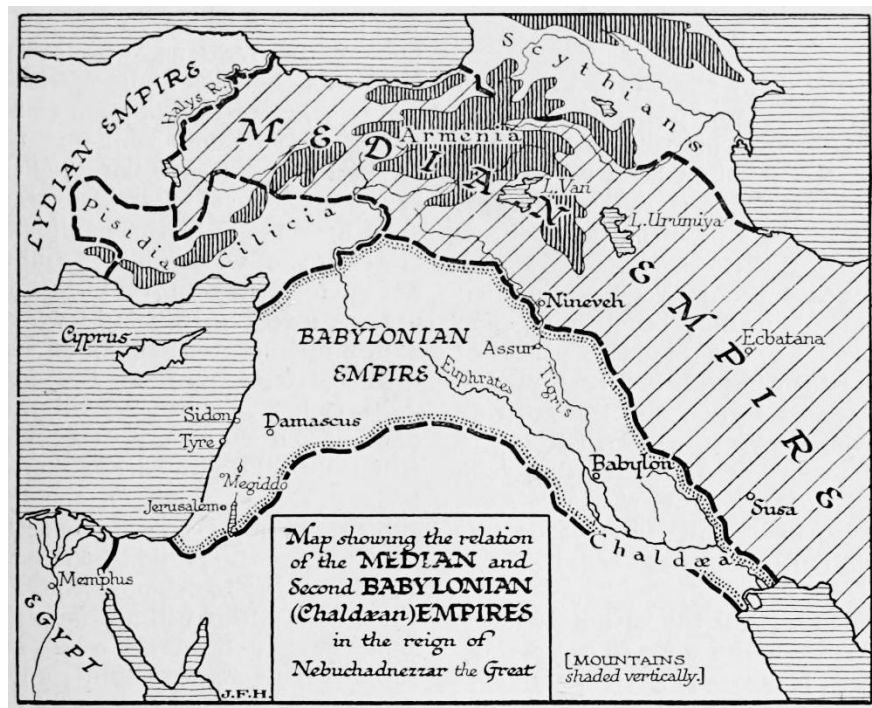 Scythians
LYDIAN EMPIRE
Halys R.
MEDIAN EMPIRE
Armenia
L. Van
L. Urumiya
Pisidia
Cilicia
Nineveh
Ecbatana
Cyprus
BABYLONIAN
EMPIRE
Assur
Euphrates
Tigris
Sidon
Damascus
Tyre
Babylon
Megiddo
Susa
Jerusalem
Chaldæa
Memphus
EGYPT
Map showing the relation
of the MEDIAN and
Second BABYLONIAN
(Chaldæan) EMPIRES
in the reign of
Nebuchadnezzar the Great
[MOUNTAINS
shaded vertically.]
J.F.H.